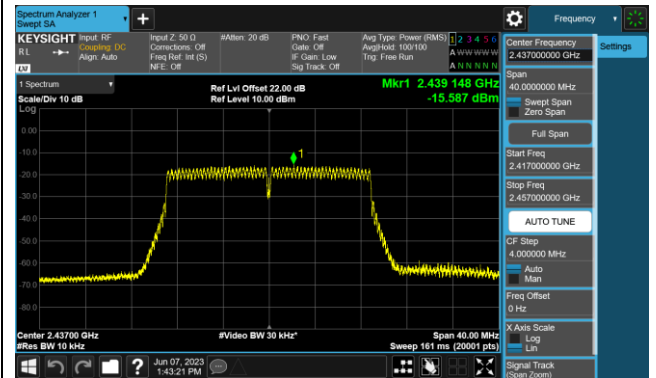 Spectrum Analyzer 1
Swept SA
+
Frequency
KEYSIGHT
RL
LXI
Input: RF
Coupling: DC
Align: Auto
Input Z: 50 Ω
Corrections: Off
Freq Ref: Int (S)
NFE: Off
#Atten: 20 dB
PNO: Fast
Gate: Off
IF Gain: Low
Sig Track: Off
Avg Type: Power (RMS)
Avg|Hold: 100/100
Trig: Free Run
1 2 3 4 5 6
A W W W W W
A N N N N N
Center Frequency
2.437000000 GHz
Settings
Span
40.0000000 MHz
Swept Span
Zero Span
Full Span
Start Freq
2.417000000 GHz
Stop Freq
2.457000000 GHz
AUTO TUNE
CF Step
4.000000 MHz
Auto
Man
Freq Offset
0 Hz
X Axis Scale
Log
Lin
Signal Track
(Span Zoom)
1 Spectrum
Scale/Div 10 dB
Ref Lvl Offset 22.00 dB
Ref Level 10.00 dBm
Mkr1 2.439 148 GHz
-15.587 dBm
Log
0.00
-10.0
-20.0
-30.0
-40.0
-50.0
-60.0
-70.0
-80.0
1
Center 2.43700 GHz
#Res BW 10 kHz
#Video BW 30 kHz*
Span 40.00 MHz
Sweep 161 ms (20001 pts)
?
Jun 07, 2023
1:43:21 PM